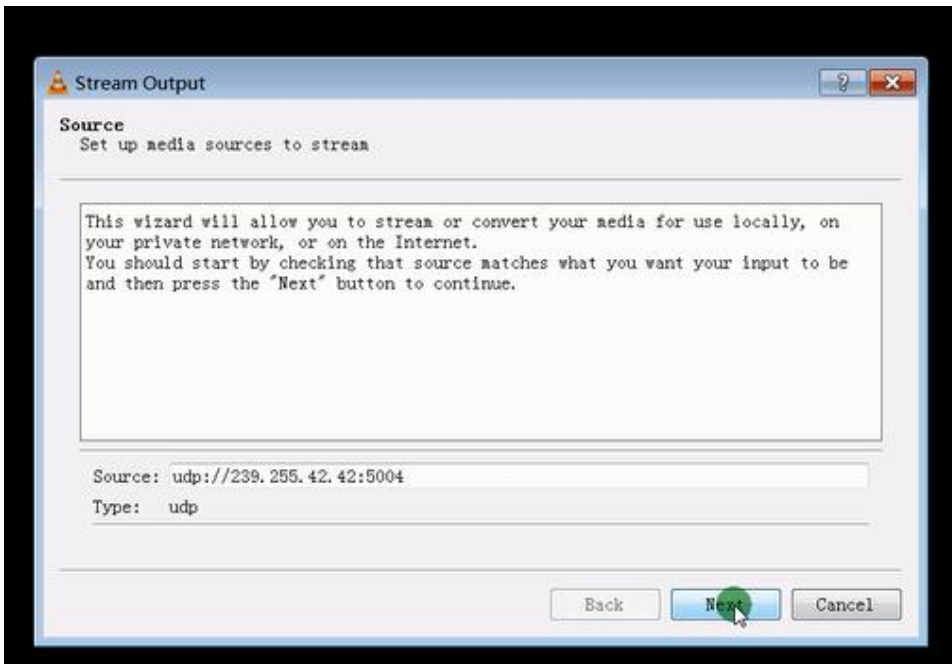 Stream Output
Source
Set up media sources to stream
This wizard will allow you to stream or convert your media for use locally, on
your private network, or on the Internet.
You should start by checking that source matches what you want your input to be
and then press the "Next" button to continue.
Source: udp://239.255.42.42:5004
Type: udp
Back Next Cancel